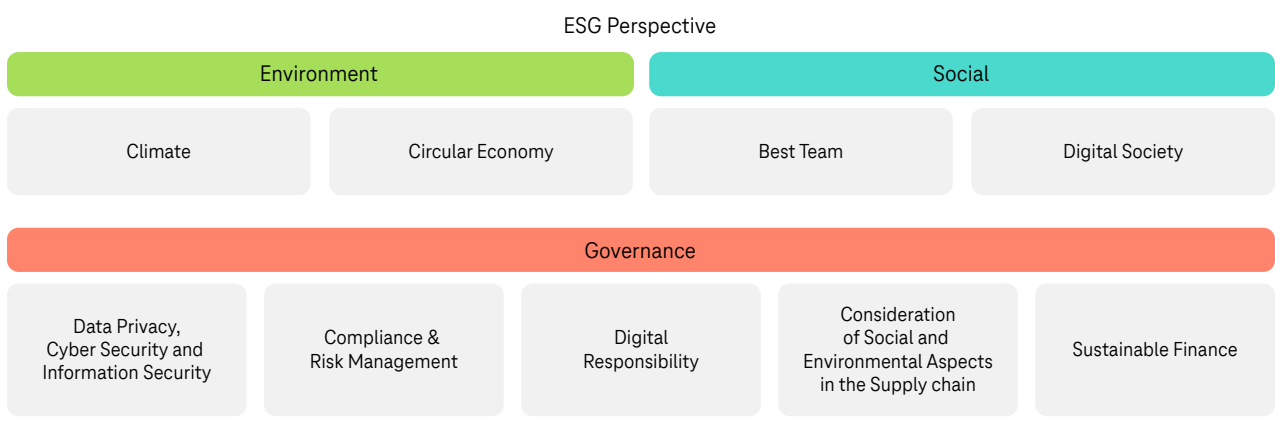 ESG Perspective
Environment
Social
Climate
Circular Economy
Best Team
Digital Society
Governance
Data Privacy,
Cyber Security and
Information Security
Compliance &
Risk Management
Digital
Responsibility
Consideration
of Social and
Environmental Aspects
in the Supply chain
Sustainable Finance